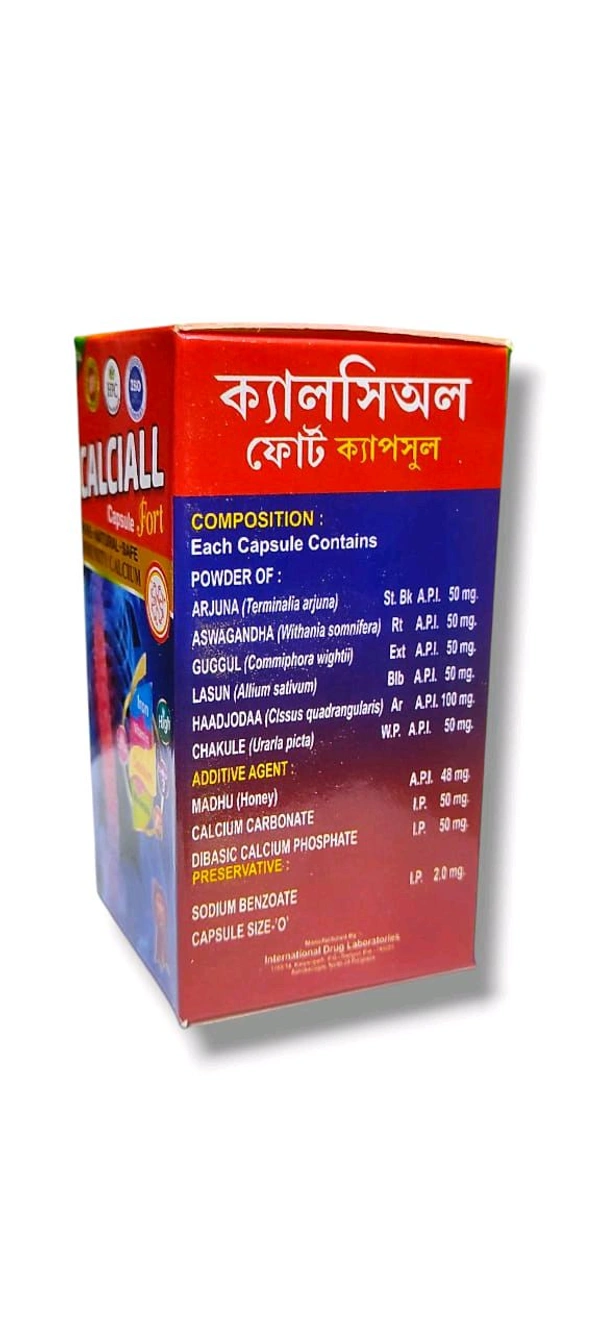 HPC
ISO
CALCIALL
Capsule Fort
ক্যালসিঅল
ফোর্ট ক্যাপসুল
COMPOSITION :
Each Capsule Contains
POWDER OF :
ARJUNA (Terminalia arjuna) St. Bk A.P.I. 50 mg.
ASWAGANDHA (Withania somnifera) Rt A.P.I. 50 mg.
GUGGUL (Commiphora wightii) Ext A.P.I. 50 mg.
LASUN (Allium sativum) Blb A.P.I. 50 mg.
HAADJODAA (CIssus quadrangularis) Ar A.P.I. 100 mg.
CHAKULE (Uraria picta) W.P. A.P.I. 50 mg.
ADDITIVE AGENT :
MADHU (Honey) A.P.I. 48 mg.
CALCIUM CARBONATE I.P. 50 mg.
DIBASIC CALCIUM PHOSPHATE I.P. 50 mg.
PRESERVATIVE :
SODIUM BENZOATE I.P. 2.0 mg.
CAPSULE SIZE-'O'
Manufactured By :
International Drug Laboratories